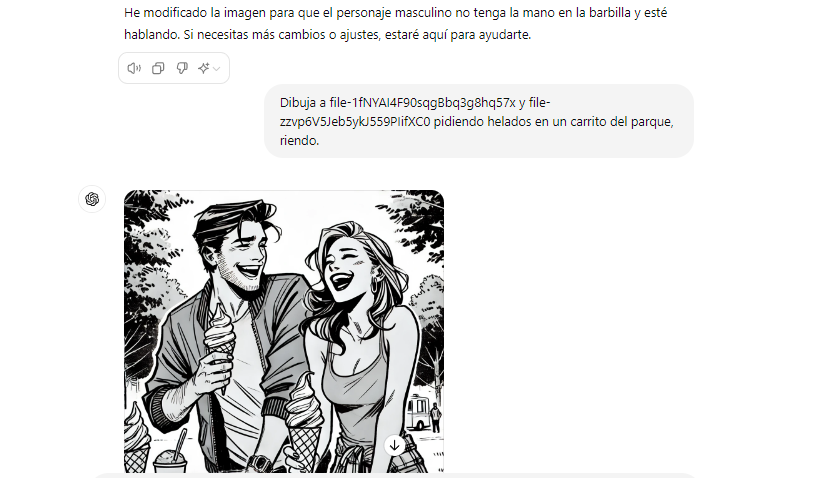 He modificado la imagen para que el personaje masculino no tenga la mano en la barbilla y esté
hablando. Si necesitas más cambios o ajustes, estaré aquí para ayudarte.
Dibuja a file-1fNYAI4F90sqgBbq3g8hq57x y file-
zzvp6V5Jeb5ykJ559PIifXC0 pidiendo helados en un carrito del parque,
riendo.